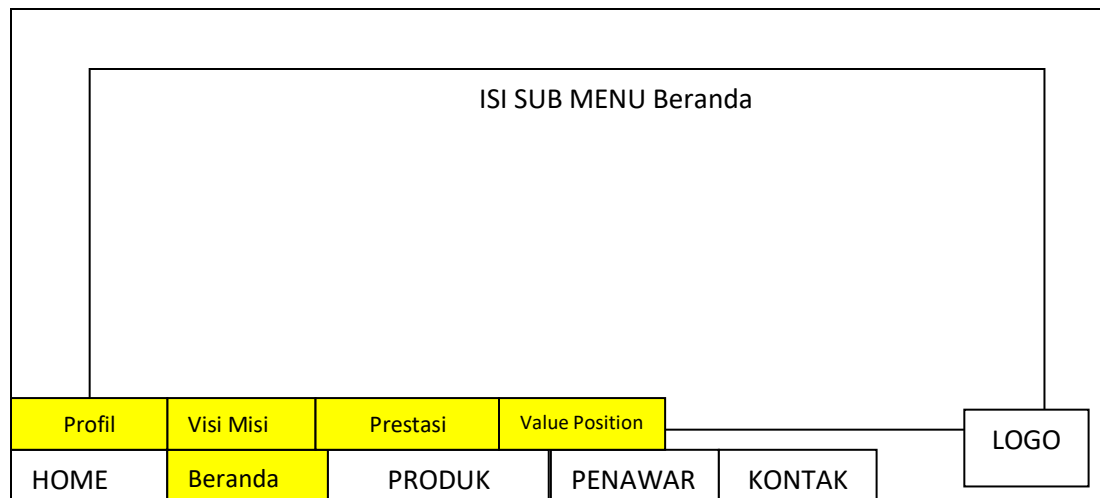 ISI SUB MENU Beranda
Profil
Visi Misi
Prestasi
Value Position
LOGO
HOME
Beranda
PRODUK
PENAWAR
KONTAK